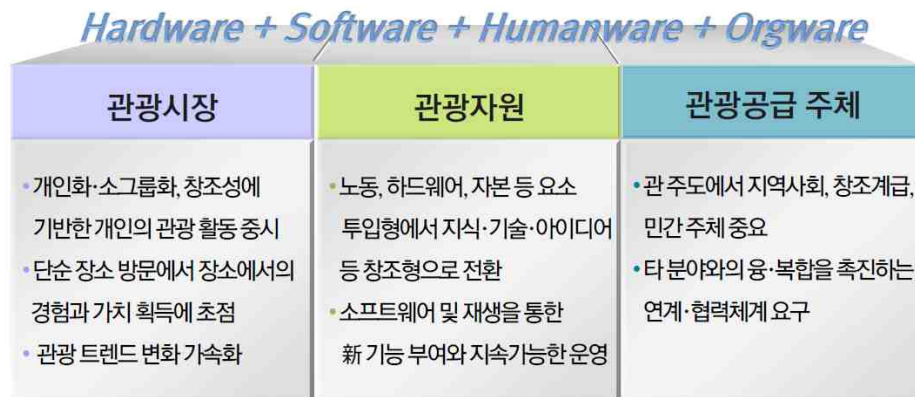 Hardware + Software + Humanware + Orgware
관광시장
• 개인화·소그룹화, 창조성에
기반한 개인의 관광 활동 중시
• 단순 장소 방문에서 장소에서의
경험과 가치 획득에 초점
• 관광 트렌드 변화 가속화
관광자원
• 노동, 하드웨어, 자본 등 요소
투입형에서 지식·기술·아이디어
등 창조형으로 전환
• 소프트웨어 및 재생을 통한
新 기능 부여와 지속가능한 운영
관광공급 주체
• 관 주도에서 지역사회, 창조계급,
민간 주체 중요
• 타 분야와의 융·복합을 촉진하는
연계·협력체계 요구